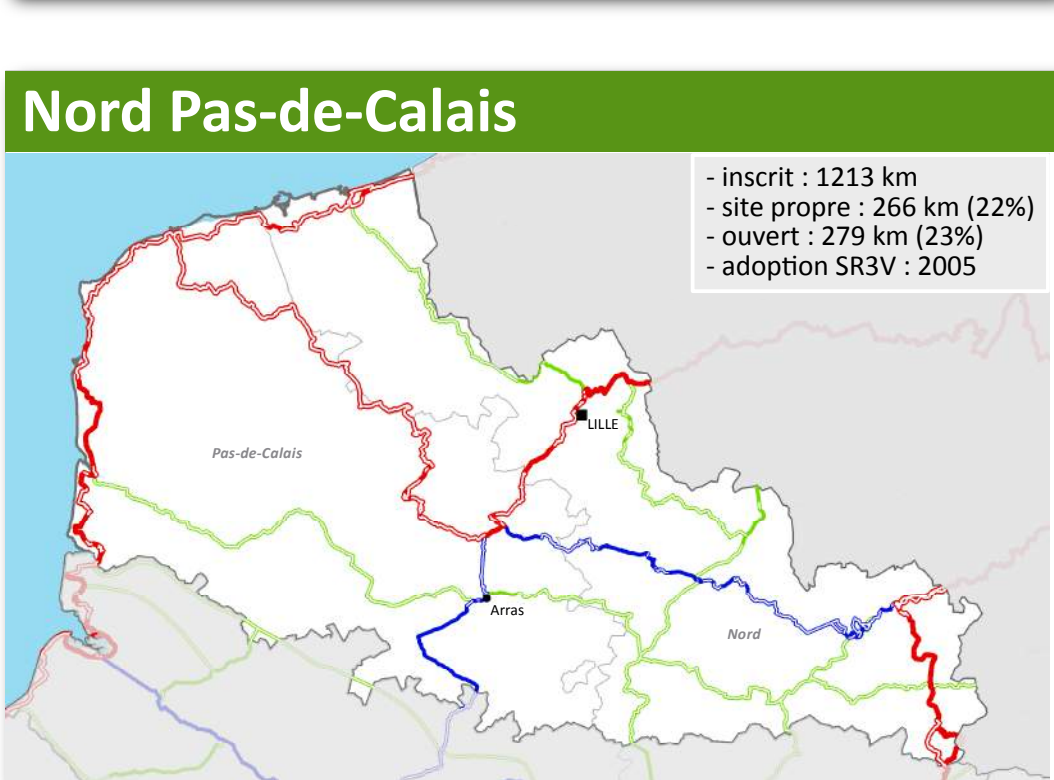 Nord Pas-de-Calais
- inscrit : 1213 km
- site propre : 266 km (22%)
- ouvert : 279 km (23%)
- adoption SR3V : 2005
LILLE
Pas-de-Calais
Arras
Nord